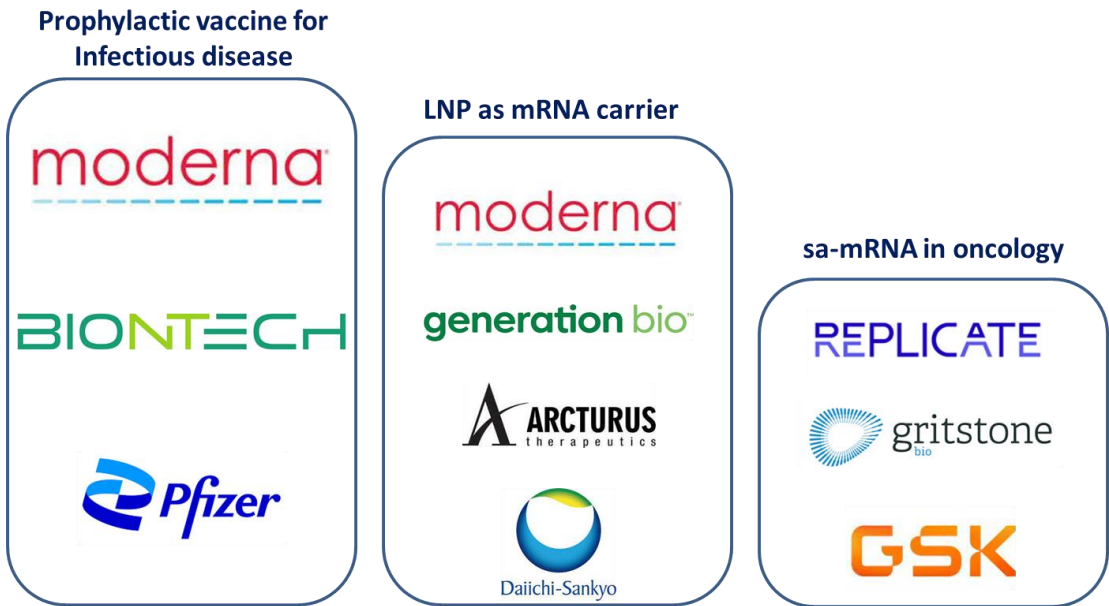 Prophylactic vaccine for
Infectious disease
moderna
BIONTECH
Pfizer
LNP as mRNA carrier
moderna
generation bio™
ARCTURUS
therapeutics
Daiichi-Sankyo
sa-mRNA in oncology
REPLICATE
gritstone
bio
GSK